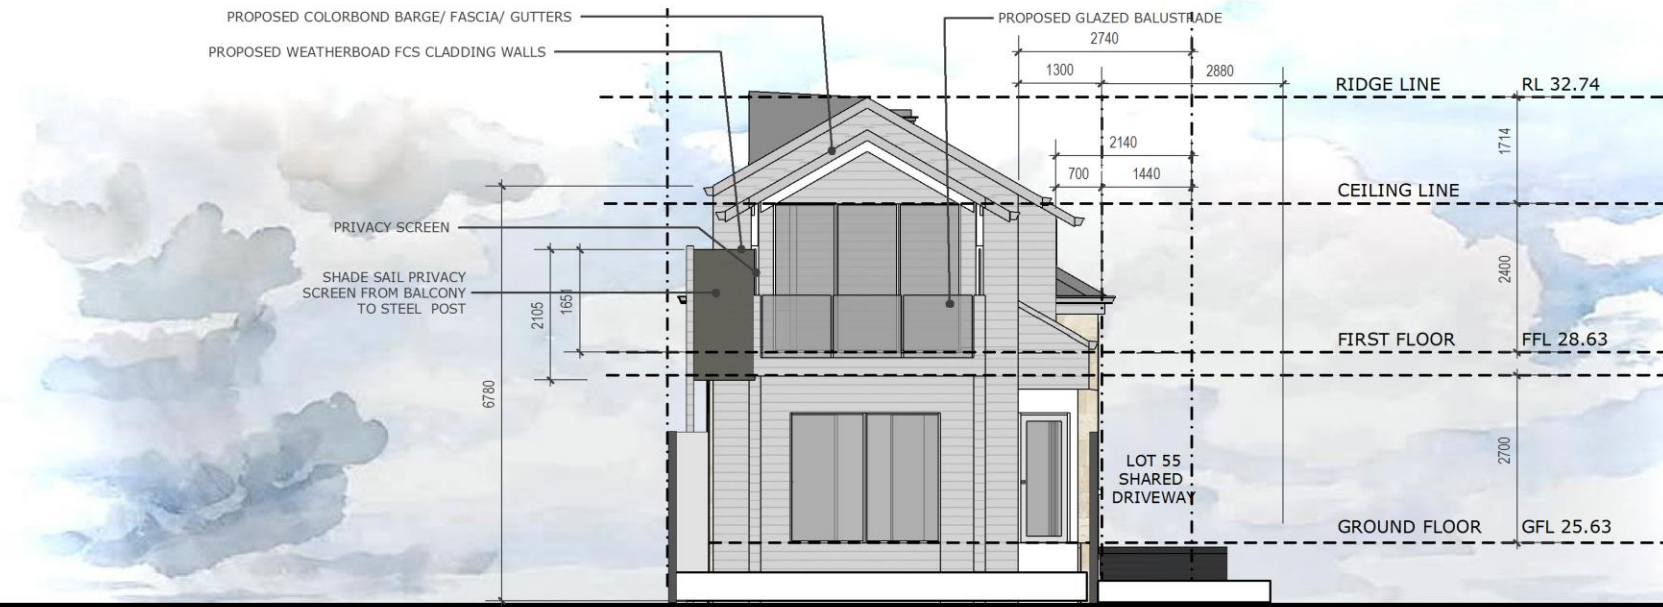 PROPOSED COLORBOND BARGE/ FASCIA/ GUTTERS
PROPOSED GLAZED BALUSTRADE
PROPOSED WEATHERBOAD FCS CLADDING WALLS
2740
1300
2880
RIDGE LINE RL 32.74
1714
2140
700
1440
CEILING LINE
PRIVACY SCREEN
SHADE SAIL PRIVACY
SCREEN FROM BALCONY
TO STEEL POST
2105
1651
2400
FIRST FLOOR FFL 28.63
6780
2700
LOT 55
SHARED
DRIVEWAY
GROUND FLOOR GFL 25.63